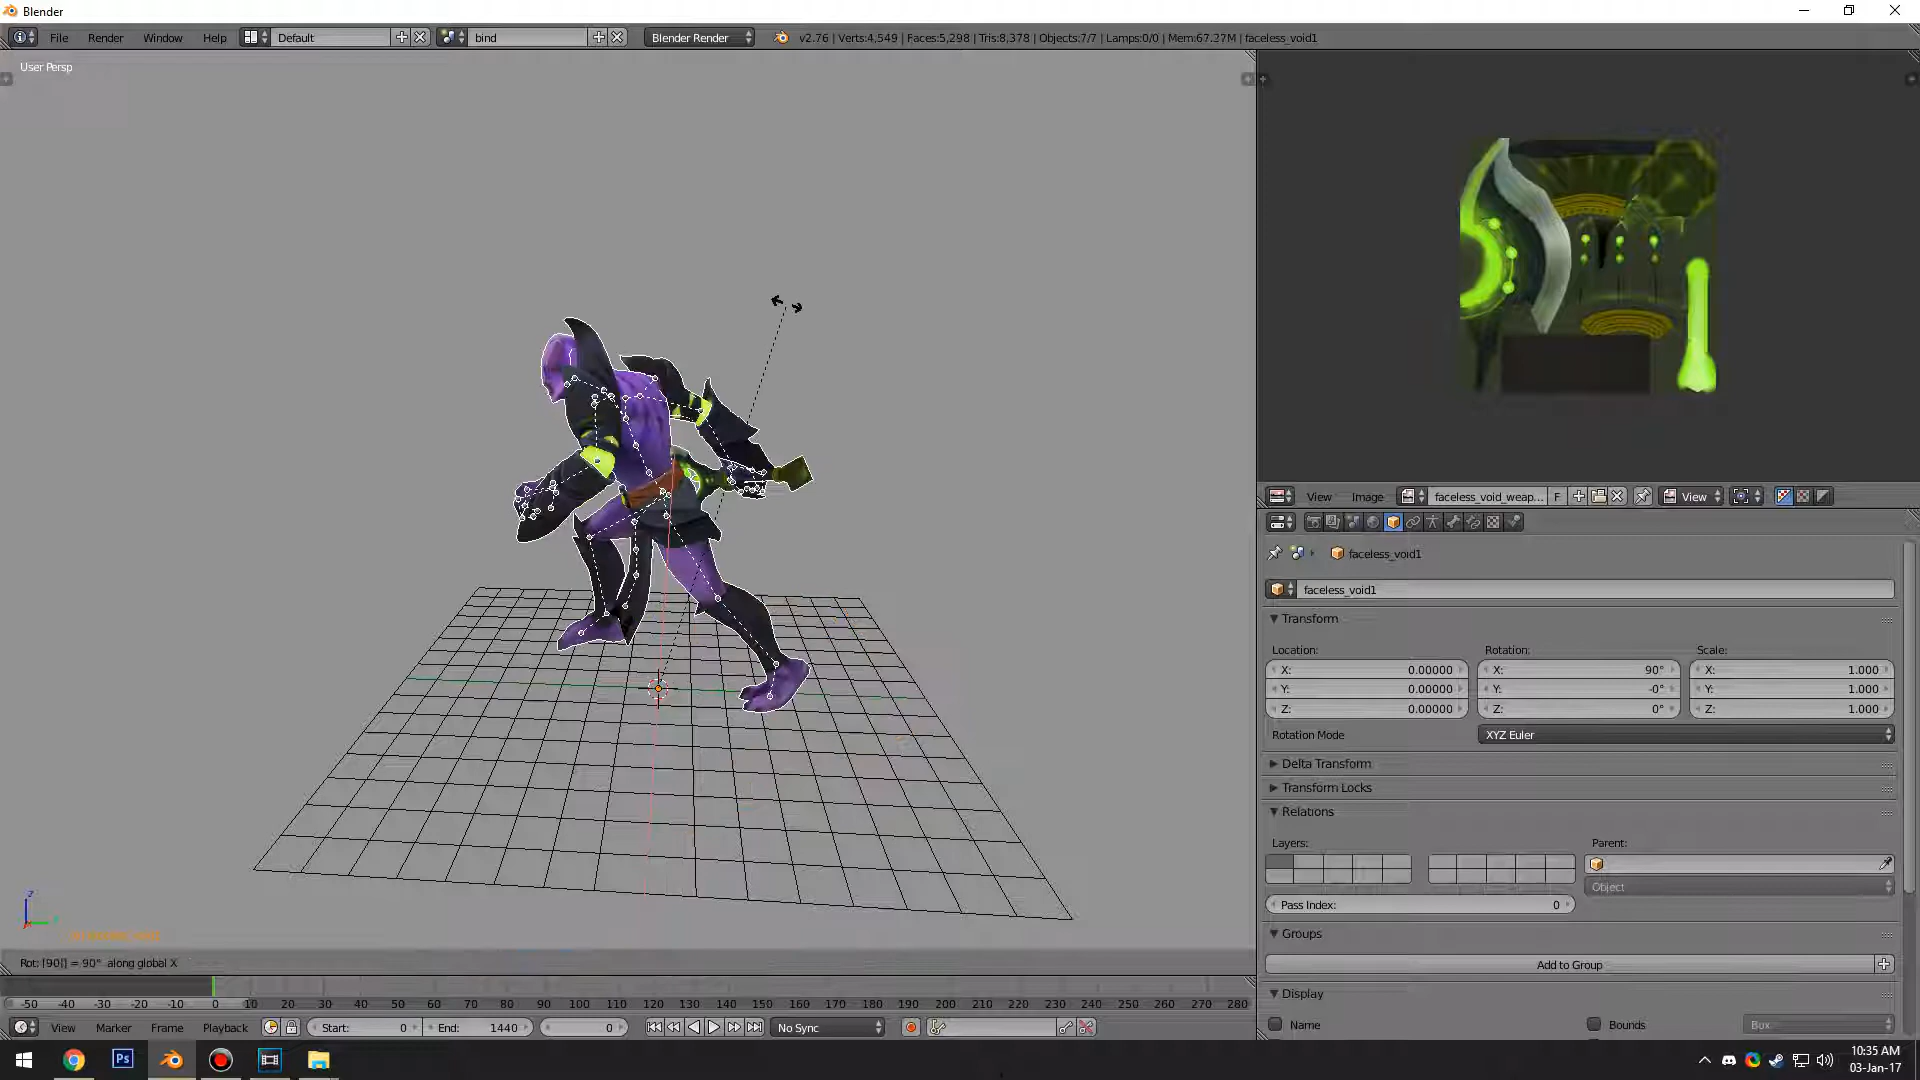 Blender
File Render Window Help Default bind Blender Render v2.76 | Verts:4,549 | Faces:5,298 | Tris:8,378 | Objects:7/7 | Lamps:0/0 | Mem:67.37M | faceless_void1
User Persp
View Image faceless_void_weap... F View
faceless_void1
faceless_void1
Transform
Location: Rotation: Scale:
X: 0.00000 X: 90° X: 1.000
Y: 0.00000 Y: -0° Y: 1.000
Z: 0.00000 Z: 0° Z: 1.000
Rotation Mode XYZ Euler
Delta Transform
Transform Locks
Relations
Layers: Parent:
Object
Pass Index: 0
Groups
Add to Group
Display
Name Bounds Box
z
Rot: [90|] = 90° along global X
-50 -40 -30 -20 -10 0 10 20 30 40 50 60 70 80 90 100 110 120 130 140 150 160 170 180 190 200 210 220 230 240 250 260 270 280
View Marker Frame Playback Start: 0 End: 1440 0 No Sync
Ps
10:35 AM
03-Jan-17